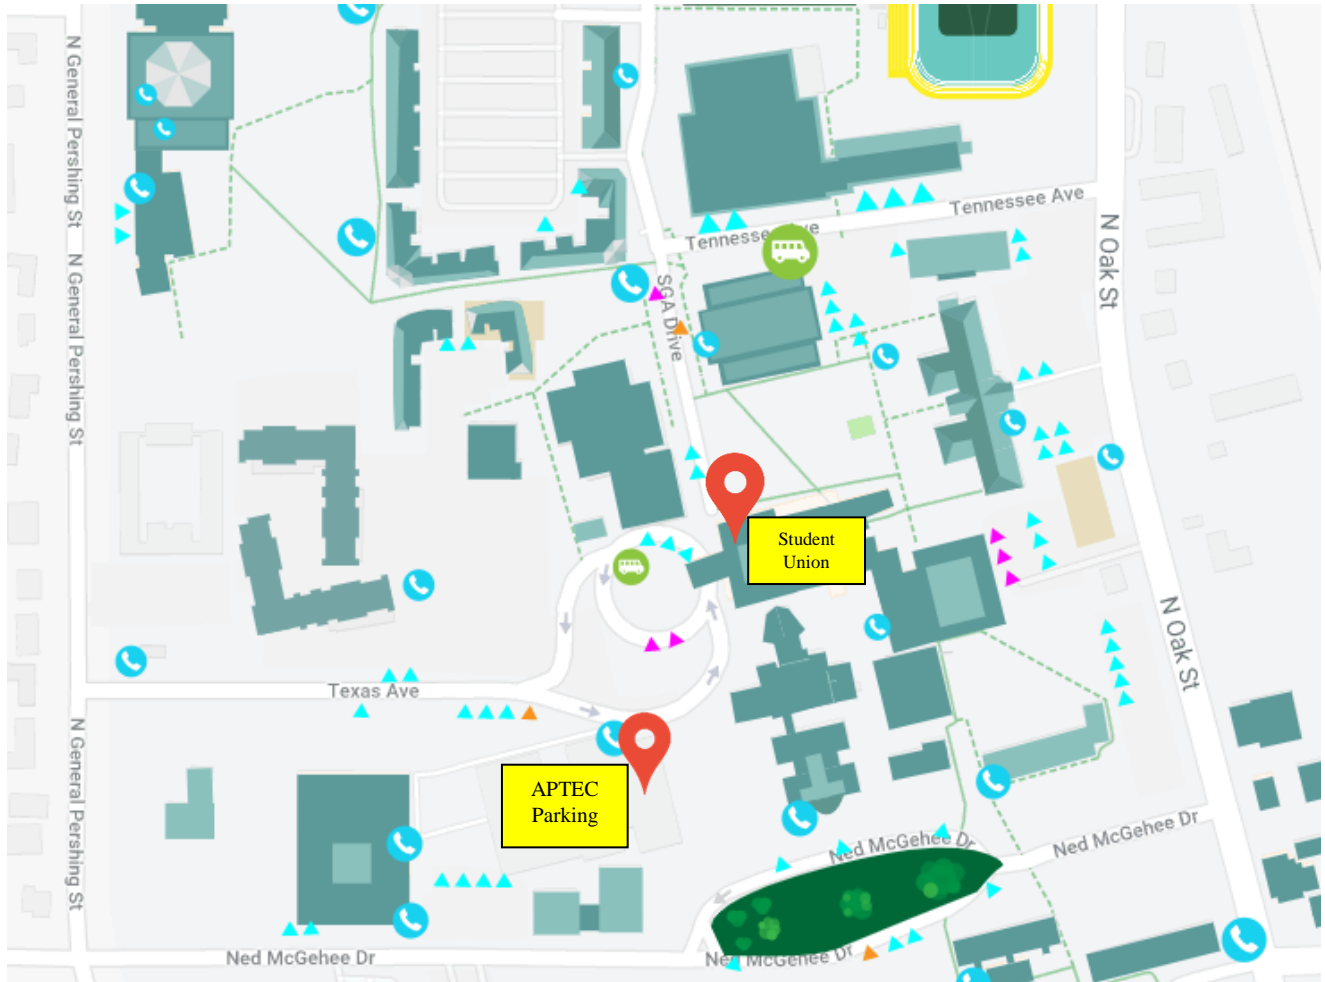 N General Pershing St
N General Pershing St
N General Pershing St
Tennessee Ave
Tennessee Ave
N Oak St
SGA Drive
Student
Union
N Oak St
Texas Ave
APTEC
Parking
Ned McGehee Dr
Ned McGehee Dr
Ned McGehee Dr
Ned McGehee Dr